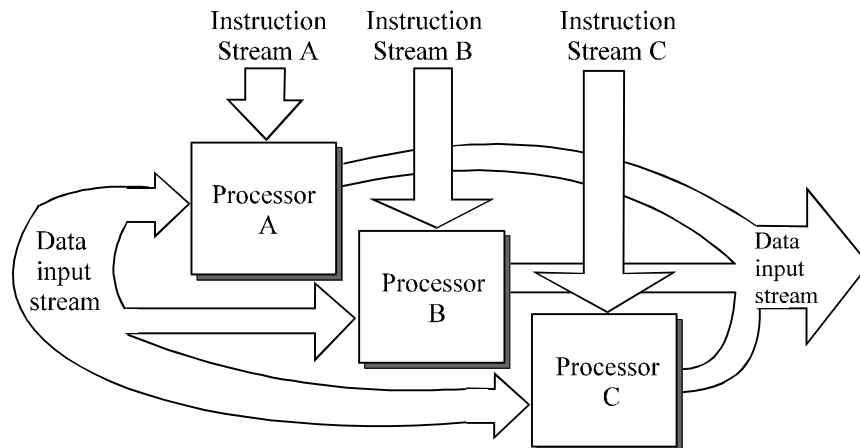 Instruction
Stream A
Instruction
Stream B
Instruction
Stream C
Processor
A
Data
input
stream
Processor
B
Data
input
stream
Processor
C